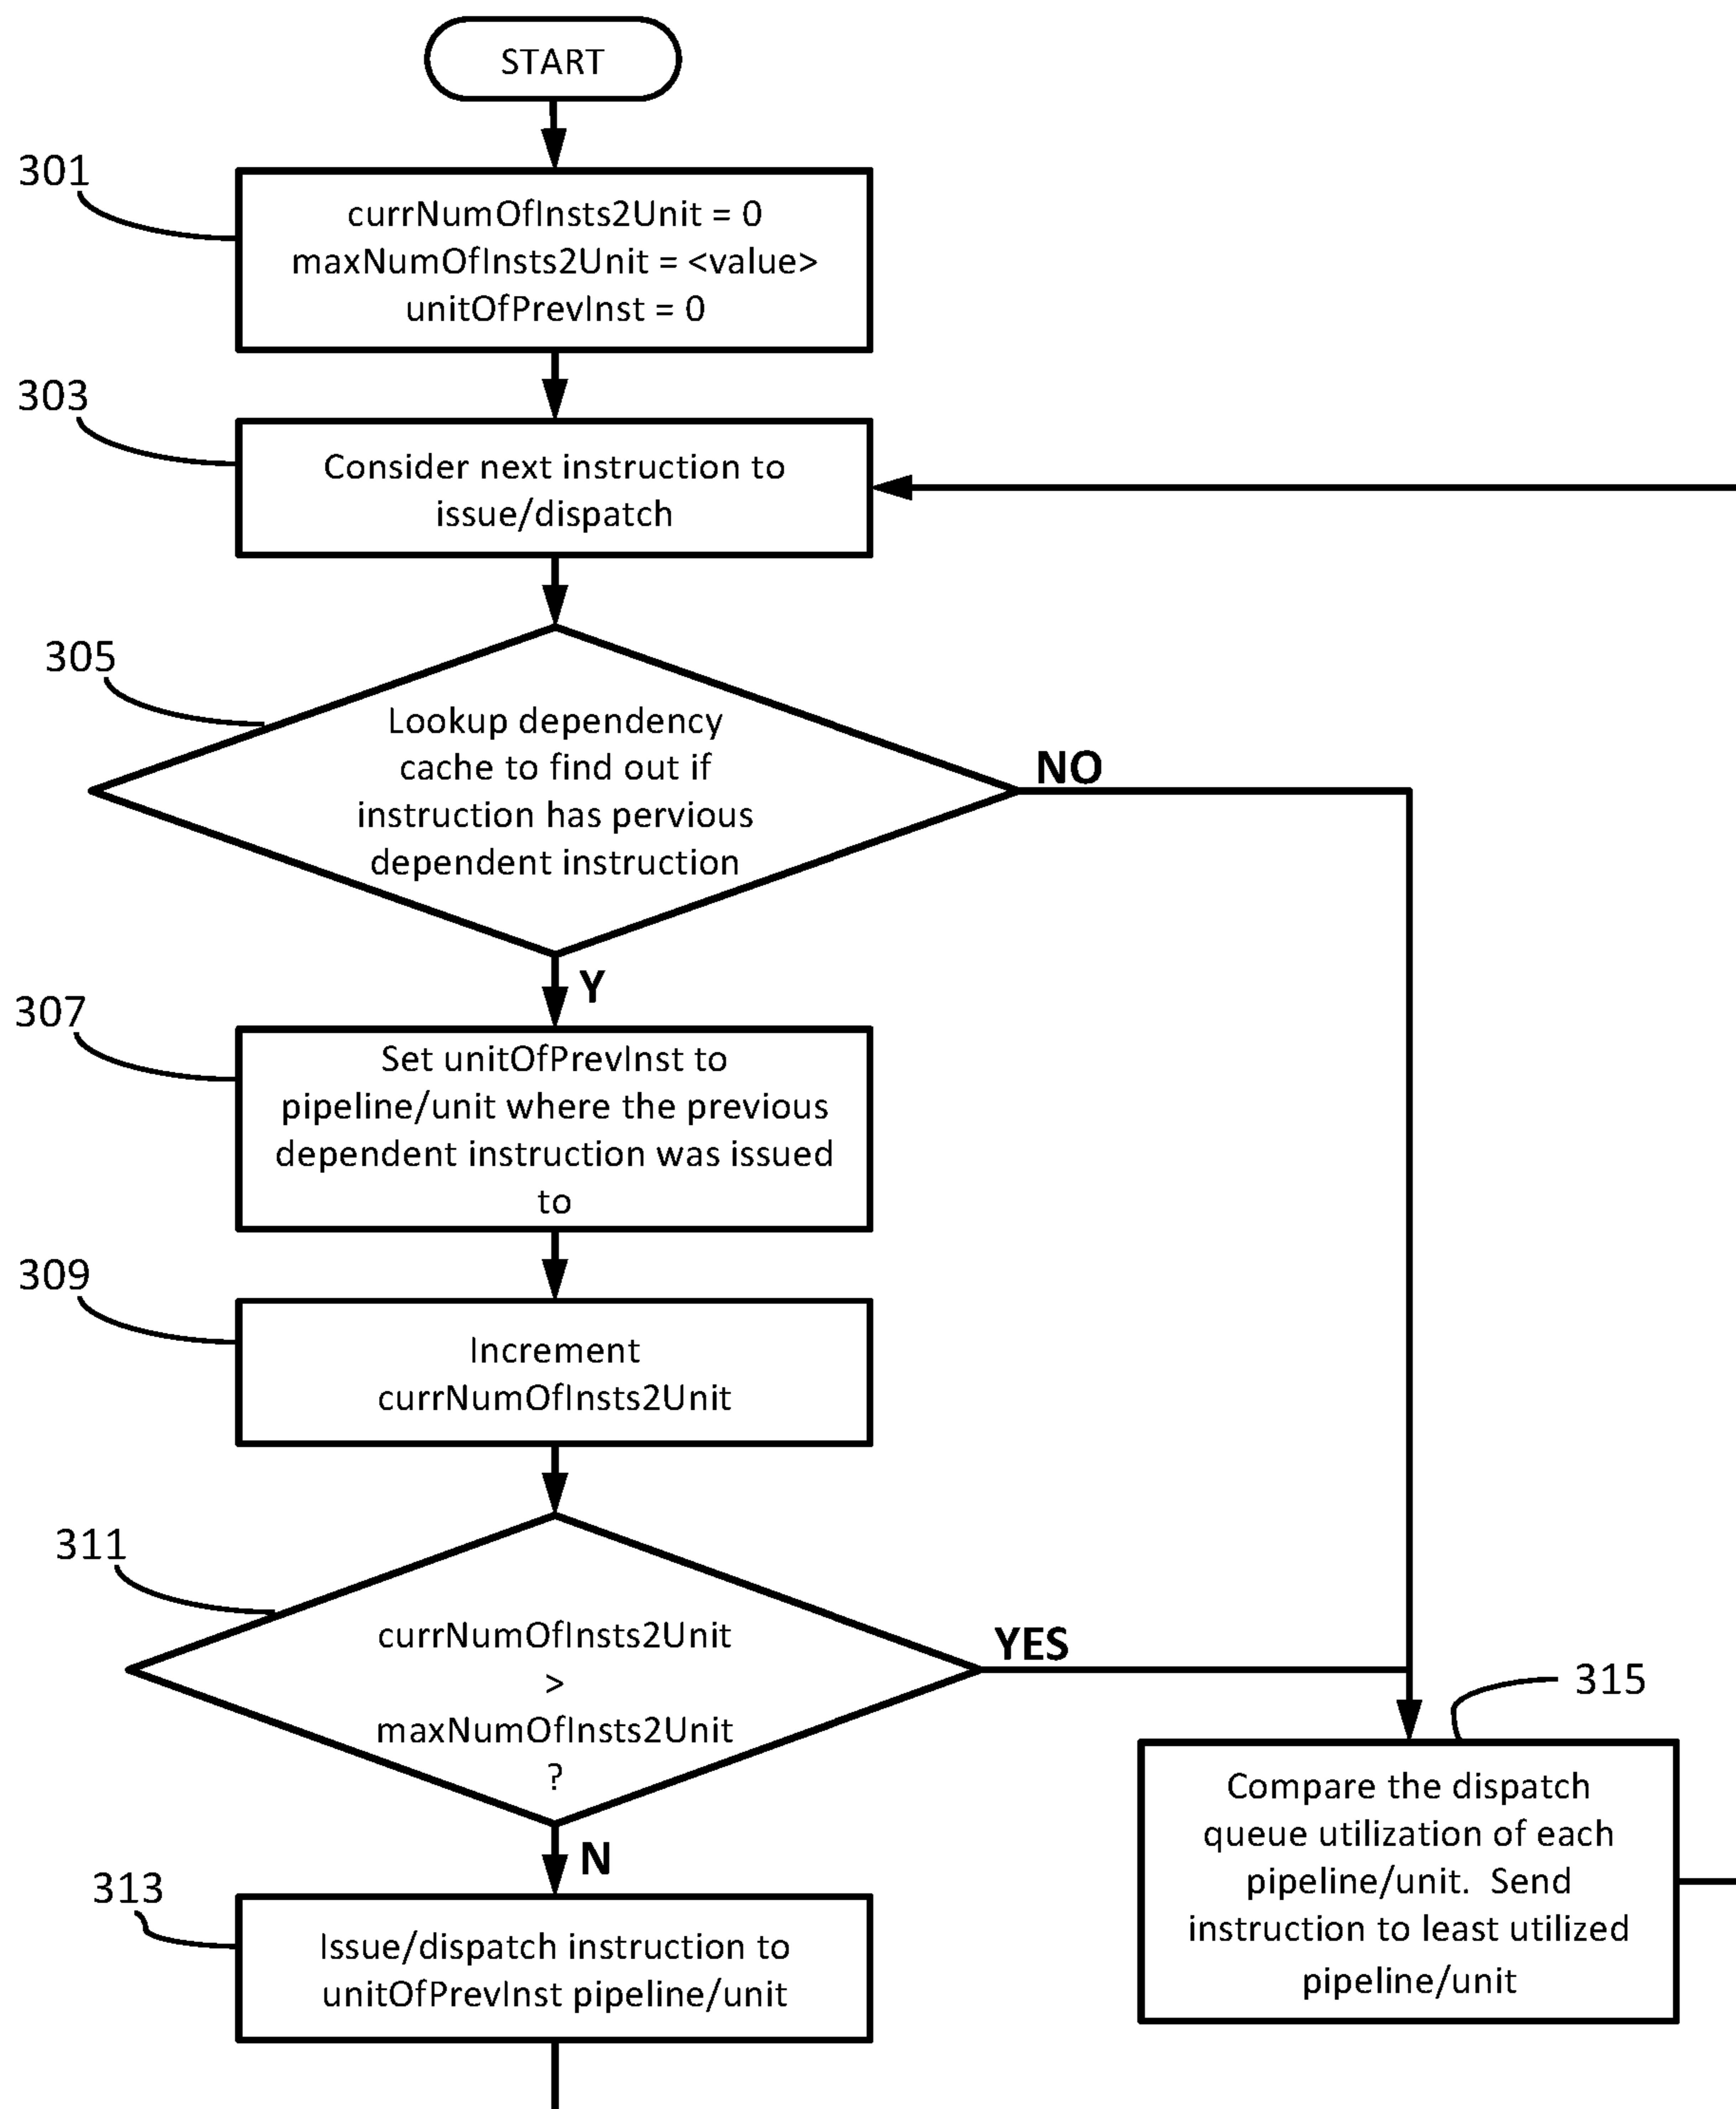 START
301
currNumOfInsts2Unit = 0
maxNumOfInsts2Unit = <value>
unitOfPrevInst = 0
303
Consider next instruction to
issue/dispatch
305
Lookup dependency
cache to find out if
instruction has pervious
dependent instruction
NO
Y
307
Set unitOfPrevInst to
pipeline/unit where the previous
dependent instruction was issued
to
309
Increment
currNumOfInsts2Unit
311
currNumOfInsts2Unit
>
maxNumOfInsts2Unit
?
YES
N
313
Issue/dispatch instruction to
unitOfPrevInst pipeline/unit
315
Compare the dispatch
queue utilization of each
pipeline/unit.  Send
instruction to least utilized
pipeline/unit